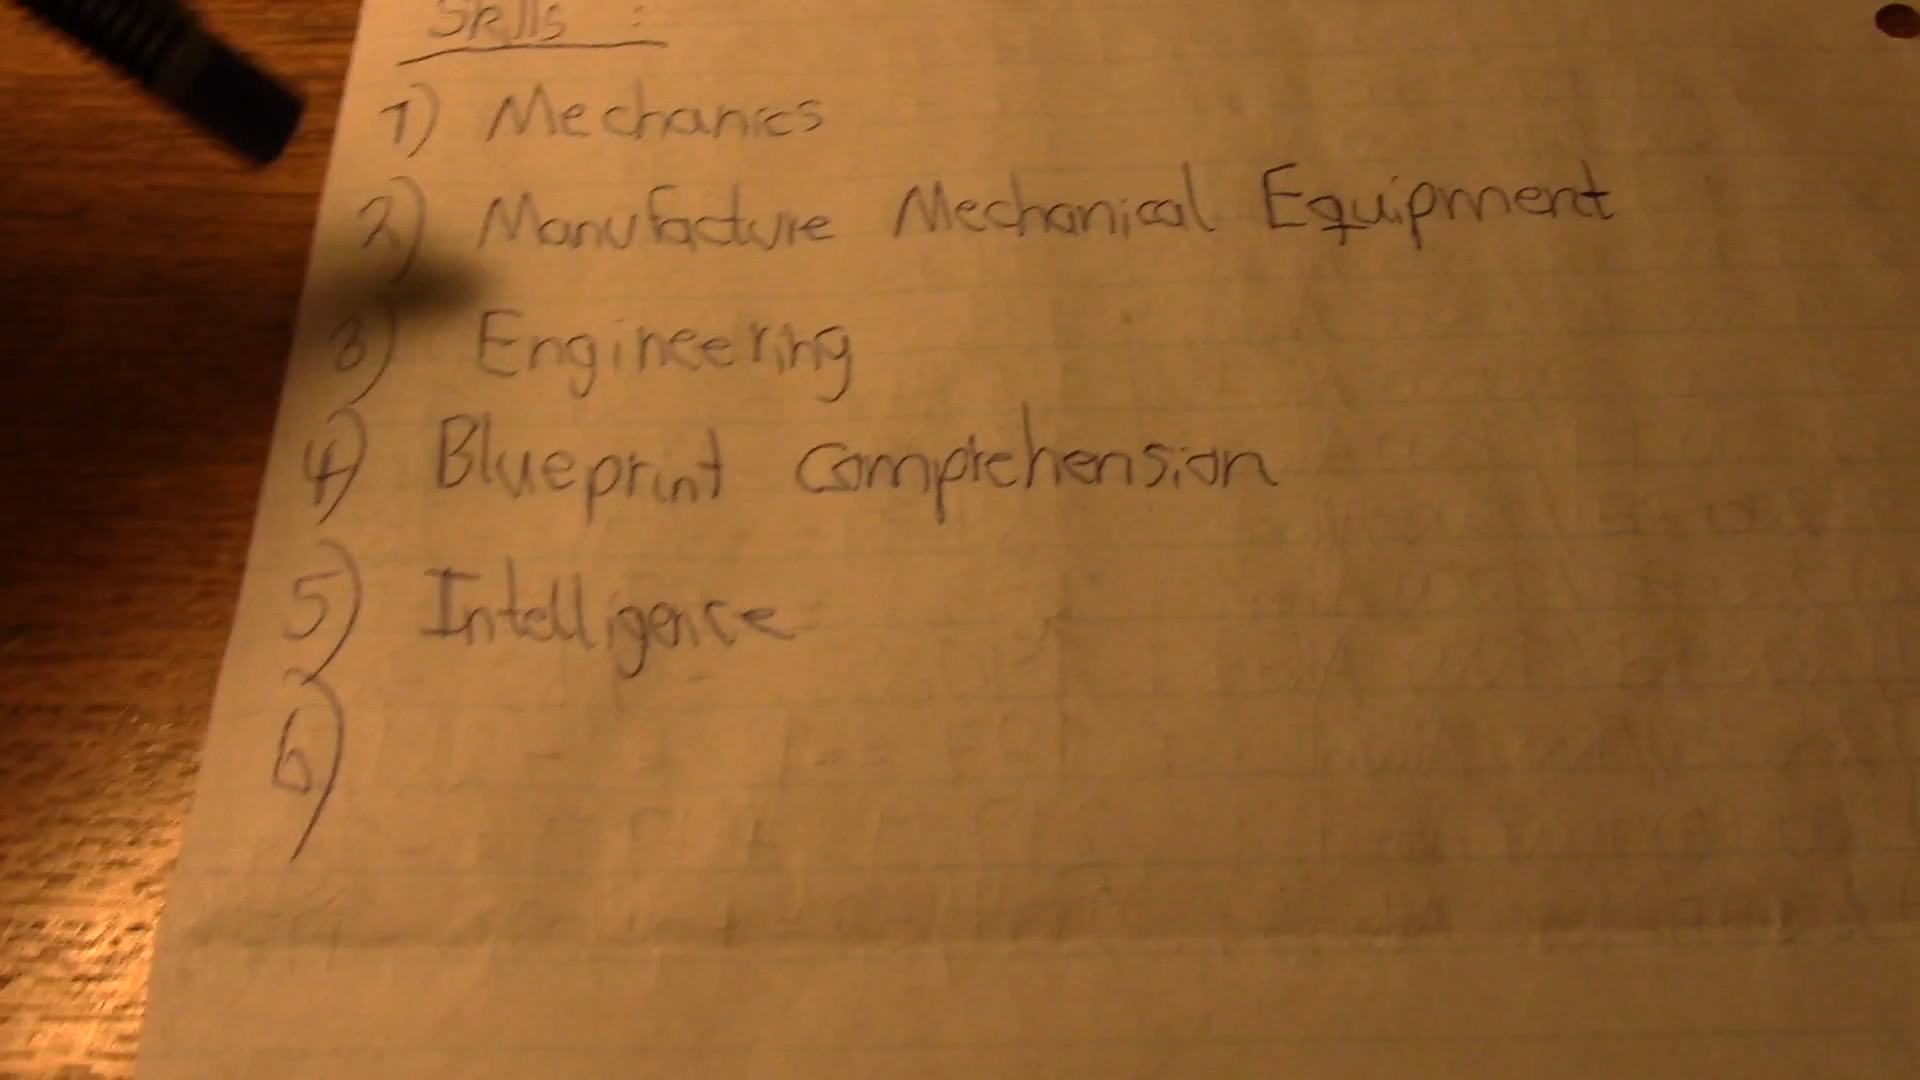 Skills :
1) Mechanics
2) Manufacture Mechanical Equipment
3) Engineering
4) Blueprint Comprehension
5) Intelligence
6)